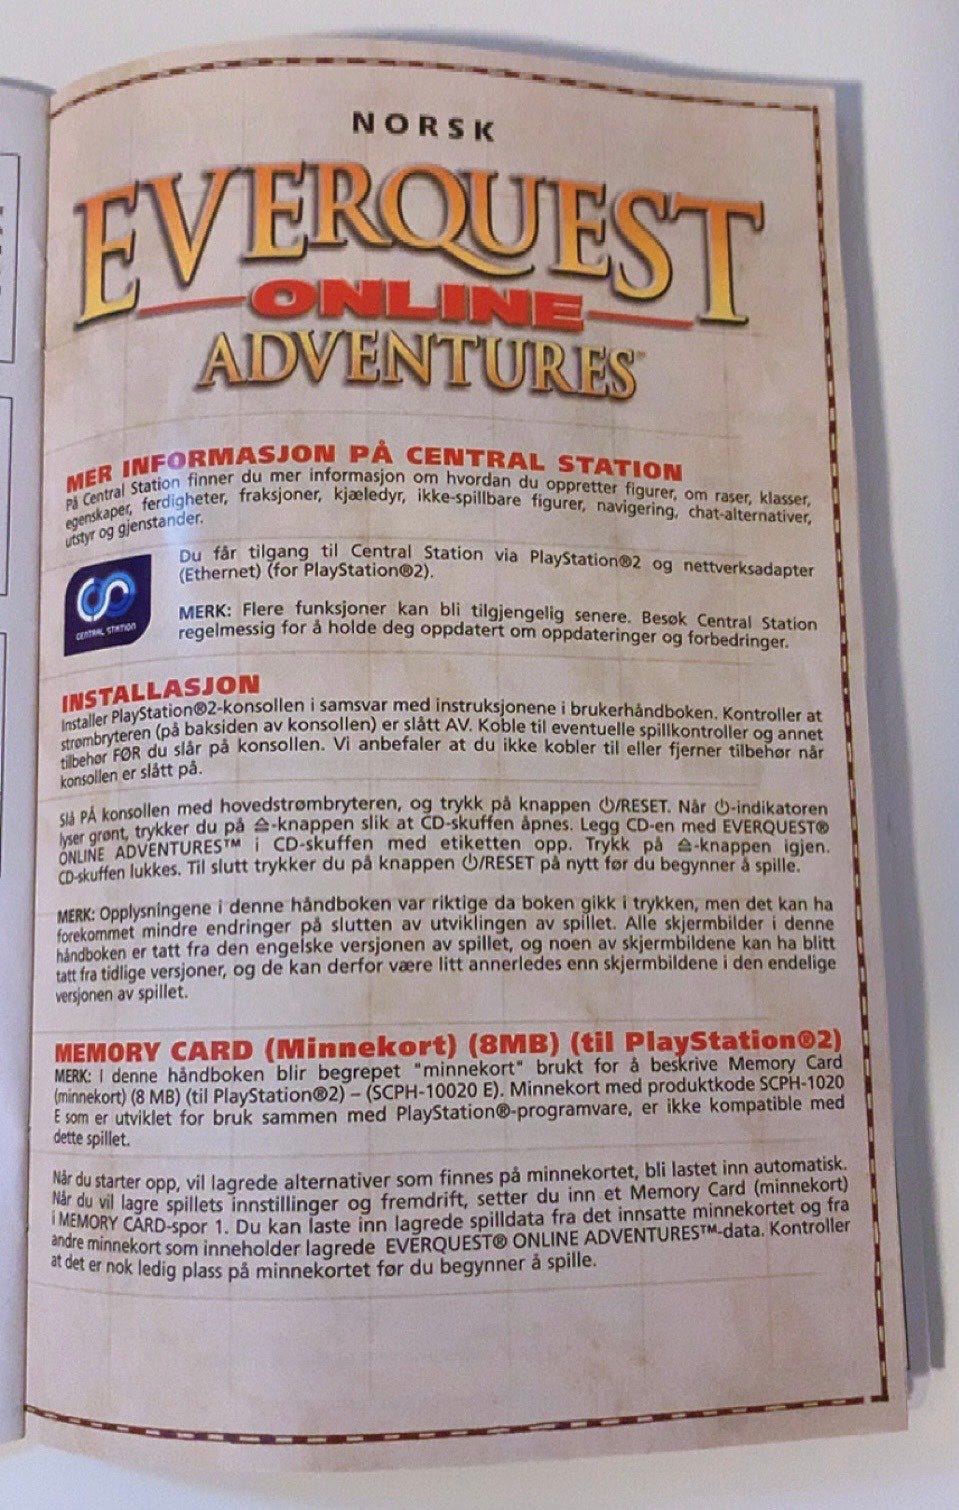 NORSK
EVERQUEST
ONLINE
ADVENTURES™
MER INFORMASJON PÅ CENTRAL STATION
På Central Station finner du mer informasjon om hvordan du oppretter figurer, om raser, klasser,
egenskaper, ferdigheter, fraksjoner, kjæledyr, ikke-spillbare figurer, navigering, chat-alternativer,
utstyr og gjenstander.
CENTRAL STATION
Du får tilgang til Central Station via PlayStation®2 og nettverksadapter
(Ethernet) (for PlayStation®2).
MERK: Flere funksjoner kan bli tilgjengelig senere. Besøk Central Station
regelmessig for å holde deg oppdatert om oppdateringer og forbedringer.
INSTALLASJON
Installer PlayStation®2-konsollen i samsvar med instruksjonene i brukerhåndboken. Kontroller at
strømbryteren (på baksiden av konsollen) er slått AV. Koble til eventuelle spillkontroller og annet
tilbehør FØR du slår på konsollen. Vi anbefaler at du ikke kobler til eller fjerner tilbehør når
konsollen er slått på.
Slå PÅ konsollen med hovedstrømbryteren, og trykk på knappen ⏻/RESET. Når ⏻-indikatoren
lyser grønt, trykker du på ≙-knappen slik at CD-skuffen åpnes. Legg CD-en med EVERQUEST®
ONLINE ADVENTURES™ i CD-skuffen med etiketten opp. Trykk på ≙-knappen igjen.
CD-skuffen lukkes. Til slutt trykker du på knappen ⏻/RESET på nytt før du begynner å spille.
MERK: Opplysningene i denne håndboken var riktige da boken gikk i trykken, men det kan ha
forekommet mindre endringer på slutten av utviklingen av spillet. Alle skjermbilder i denne
håndboken er tatt fra den engelske versjonen av spillet, og noen av skjermbildene kan ha blitt
tatt fra tidlige versjoner, og de kan derfor være litt annerledes enn skjermbildene i den endelige
versjonen av spillet.
MEMORY CARD (Minnekort) (8MB) (til PlayStation®2)
MERK: I denne håndboken blir begrepet "minnekort" brukt for å beskrive Memory Card
(minnekort) (8 MB) (til PlayStation®2) – (SCPH-10020 E). Minnekort med produktkode SCPH-1020
E som er utviklet for bruk sammen med PlayStation®-programvare, er ikke kompatible med
dette spillet.
Når du starter opp, vil lagrede alternativer som finnes på minnekortet, bli lastet inn automatisk.
Når du vil lagre spillets innstillinger og fremdrift, setter du inn et Memory Card (minnekort)
i MEMORY CARD-spor 1. Du kan laste inn lagrede spilldata fra det innsatte minnekortet og fra
andre minnekort som inneholder lagrede EVERQUEST® ONLINE ADVENTURES™-data. Kontroller
at det er nok ledig plass på minnekortet før du begynner å spille.